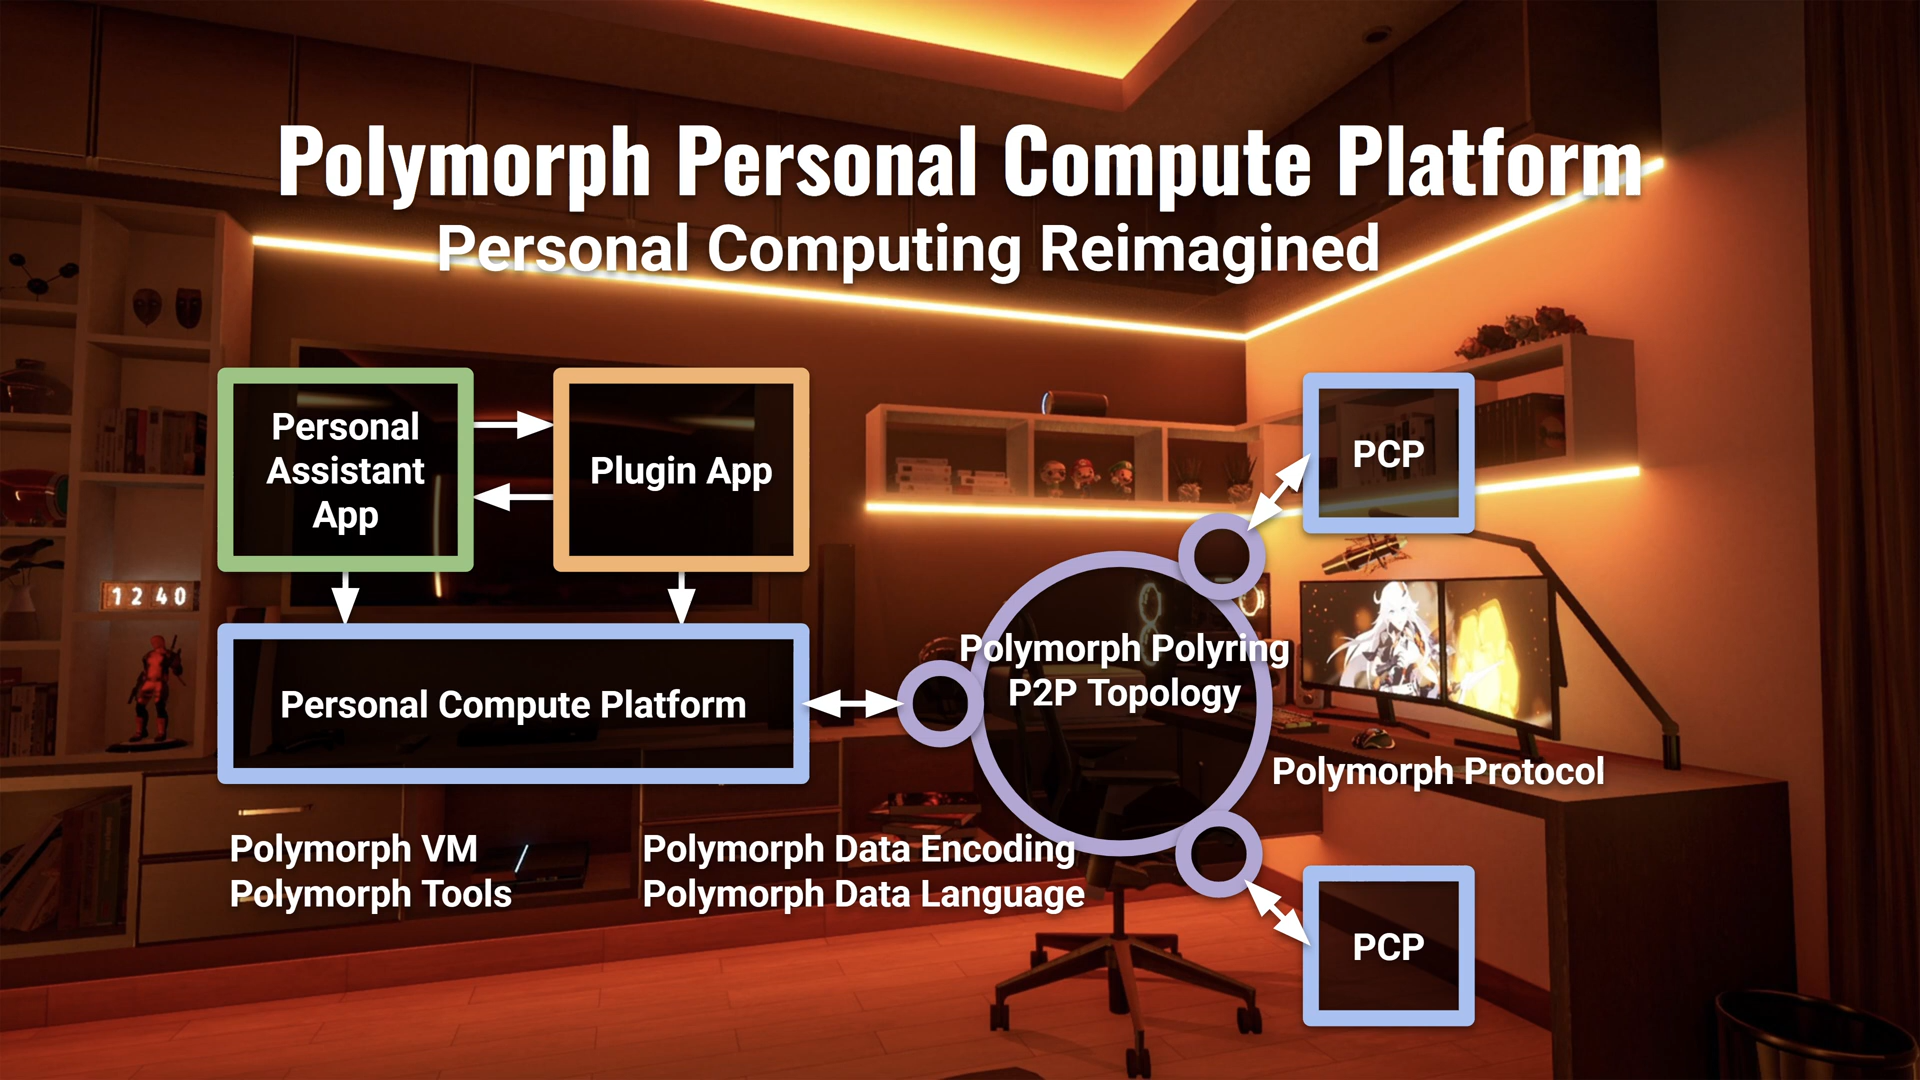 Polymorph Personal Compute Platform
Personal Computing Reimagined
Personal
Assistant
App
Plugin App
PCP
12 40
Personal Compute Platform
Polymorph Polyring
P2P Topology
Polymorph Protocol
Polymorph VM
Polymorph Tools
Polymorph Data Encoding
Polymorph Data Language
PCP